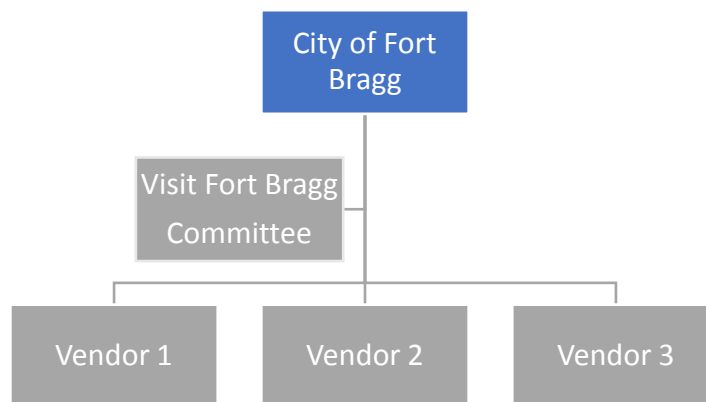 City of Fort
Bragg
Visit Fort Bragg
Committee
Vendor 1
Vendor 2
Vendor 3